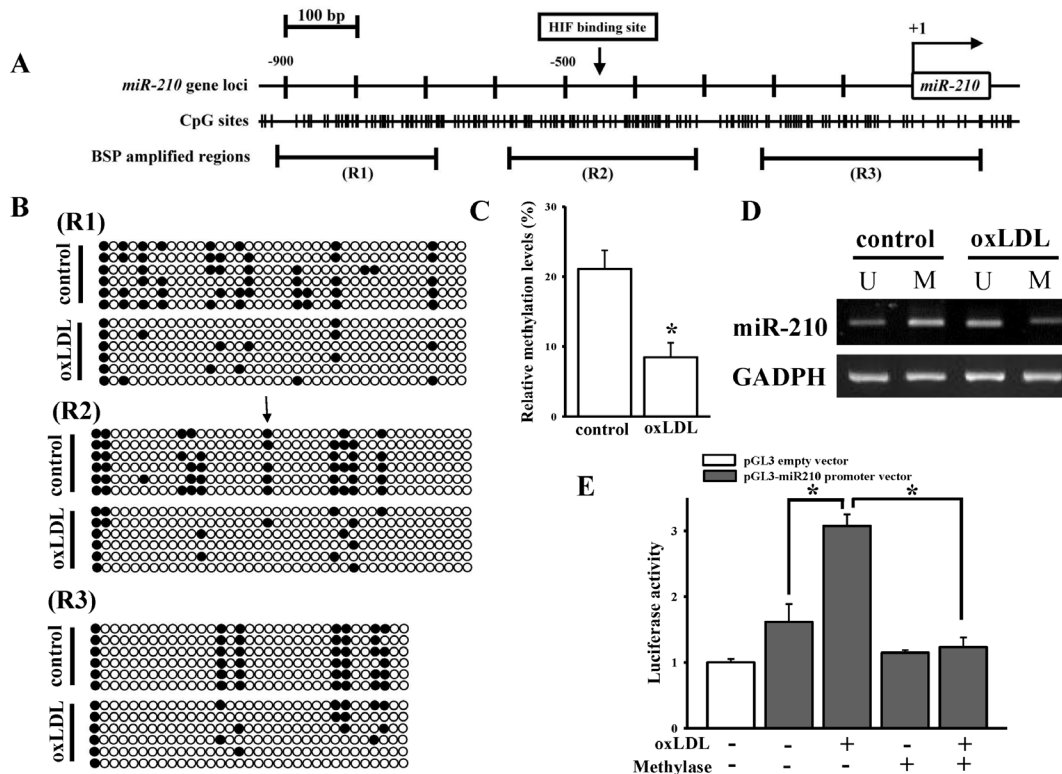 A
100 bp
HIF binding site
-900
-500
+1
miR-210 gene loci
miR-210
CpG sites
BSP amplified regions
(R1)
(R2)
(R3)
B
(R1)
control
oxLDL
(R2)
control
oxLDL
(R3)
control
oxLDL
C
Relative methylation levels (%)
30
20
10
0
*
control
oxLDL
D
control
oxLDL
U
M
U
M
miR-210
GADPH
E
pGL3 empty vector
pGL3-miR210 promoter vector
*
*
Luciferase activity
3
2
1
0
oxLDL - - + - +
Methylase - - - + +